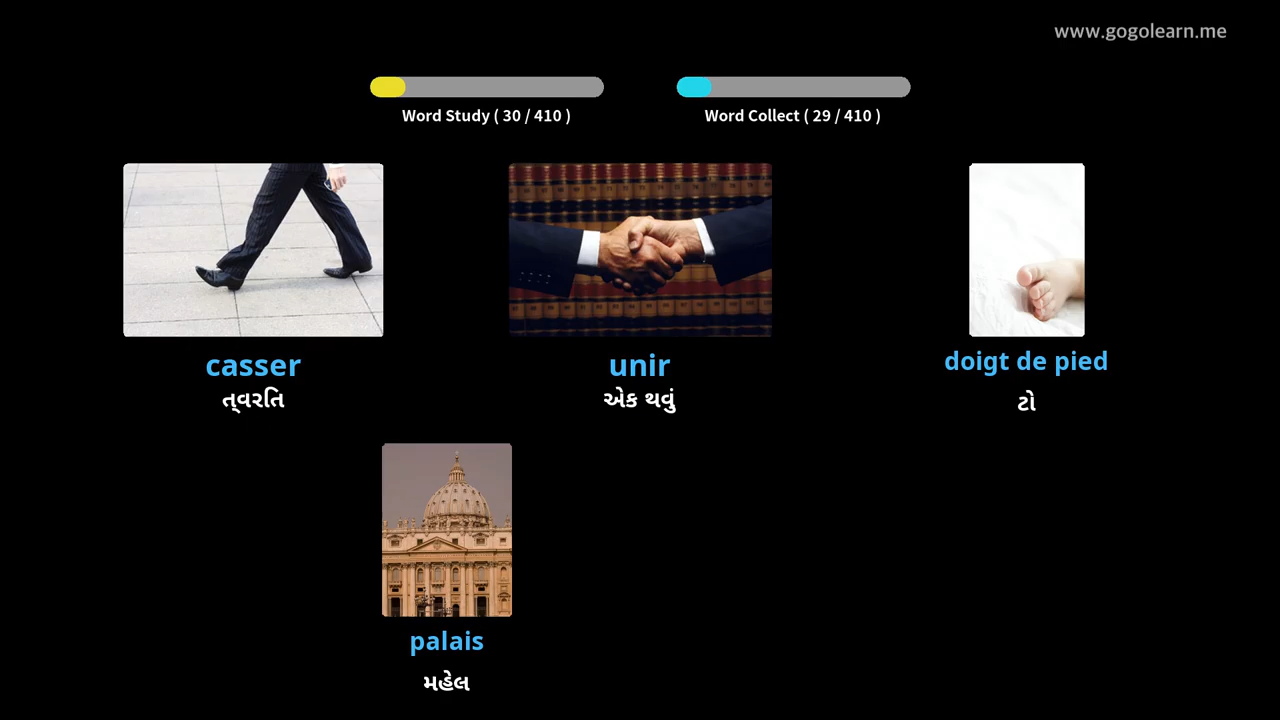 www.gogolearn.me
Word Study ( 30 / 410 )
Word Collect ( 29 / 410 )
casser
ત્વરતિ
unir
એક થવું
doigt de pied
ટો
palais
મહેલ